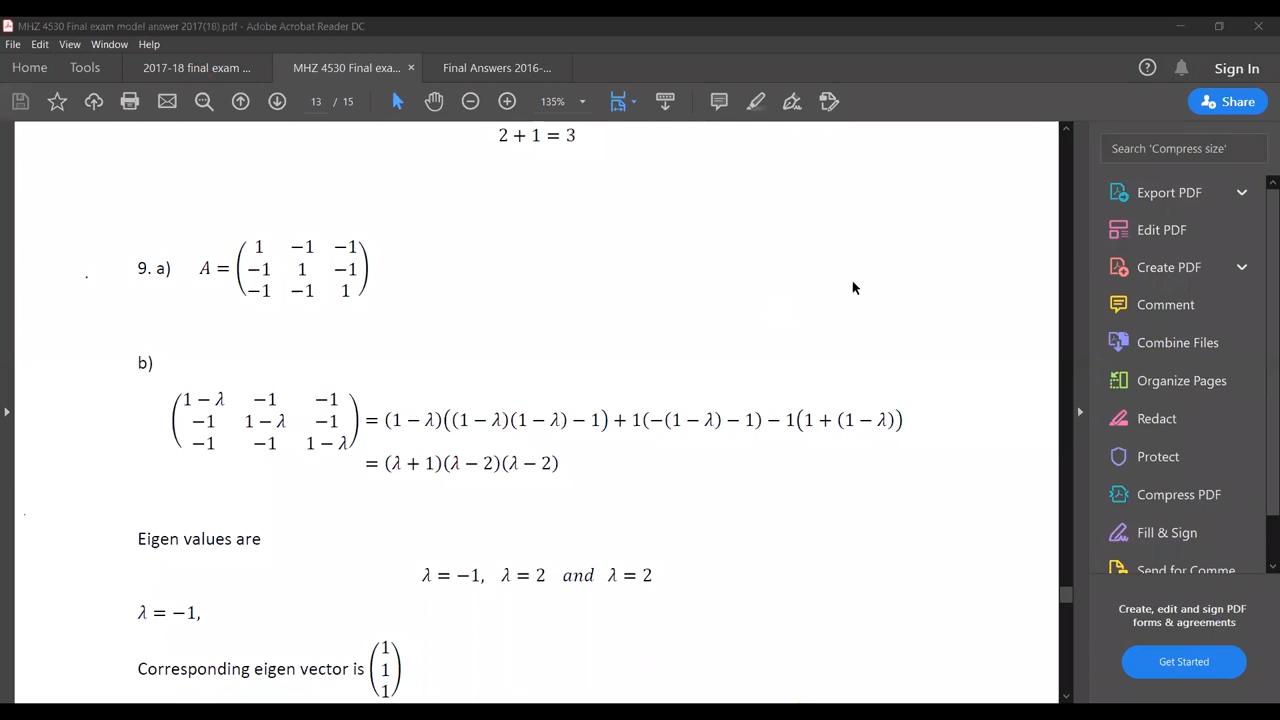 MHZ 4530 Final exam model answer 2017(18).pdf - Adobe Acrobat Reader DC
File Edit View Window Help
Home Tools 2017-18 final exam ... MHZ 4530 Final exa... × Final Answers 2016-... Sign In
13 / 15 135% Share
2 + 1 = 3
Search 'Compress size'
Export PDF
Edit PDF
Create PDF
Comment
Combine Files
Organize Pages
Redact
Protect
Compress PDF
Fill & Sign
Send for Comme
Create, edit and sign PDF
forms & agreements
Get Started
9. a) A = ( 1 −1 −1
−1 1 −1
−1 −1 1 )
b)
( 1 − λ −1 −1
−1 1 − λ −1
−1 −1 1 − λ ) = (1 − λ)((1 − λ)(1 − λ) − 1) + 1(−(1 − λ) − 1) − 1(1 + (1 − λ))
= (λ + 1)(λ − 2)(λ − 2)
Eigen values are
λ = −1, λ = 2 and λ = 2
λ = −1,
Corresponding eigen vector is ( 1
1
1 )